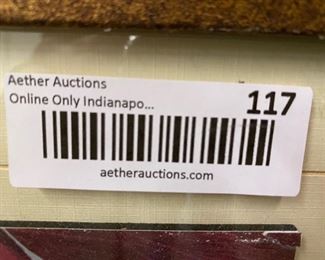 Aether Auctions
Online Only Indianapo...
117
aetherauctions.com